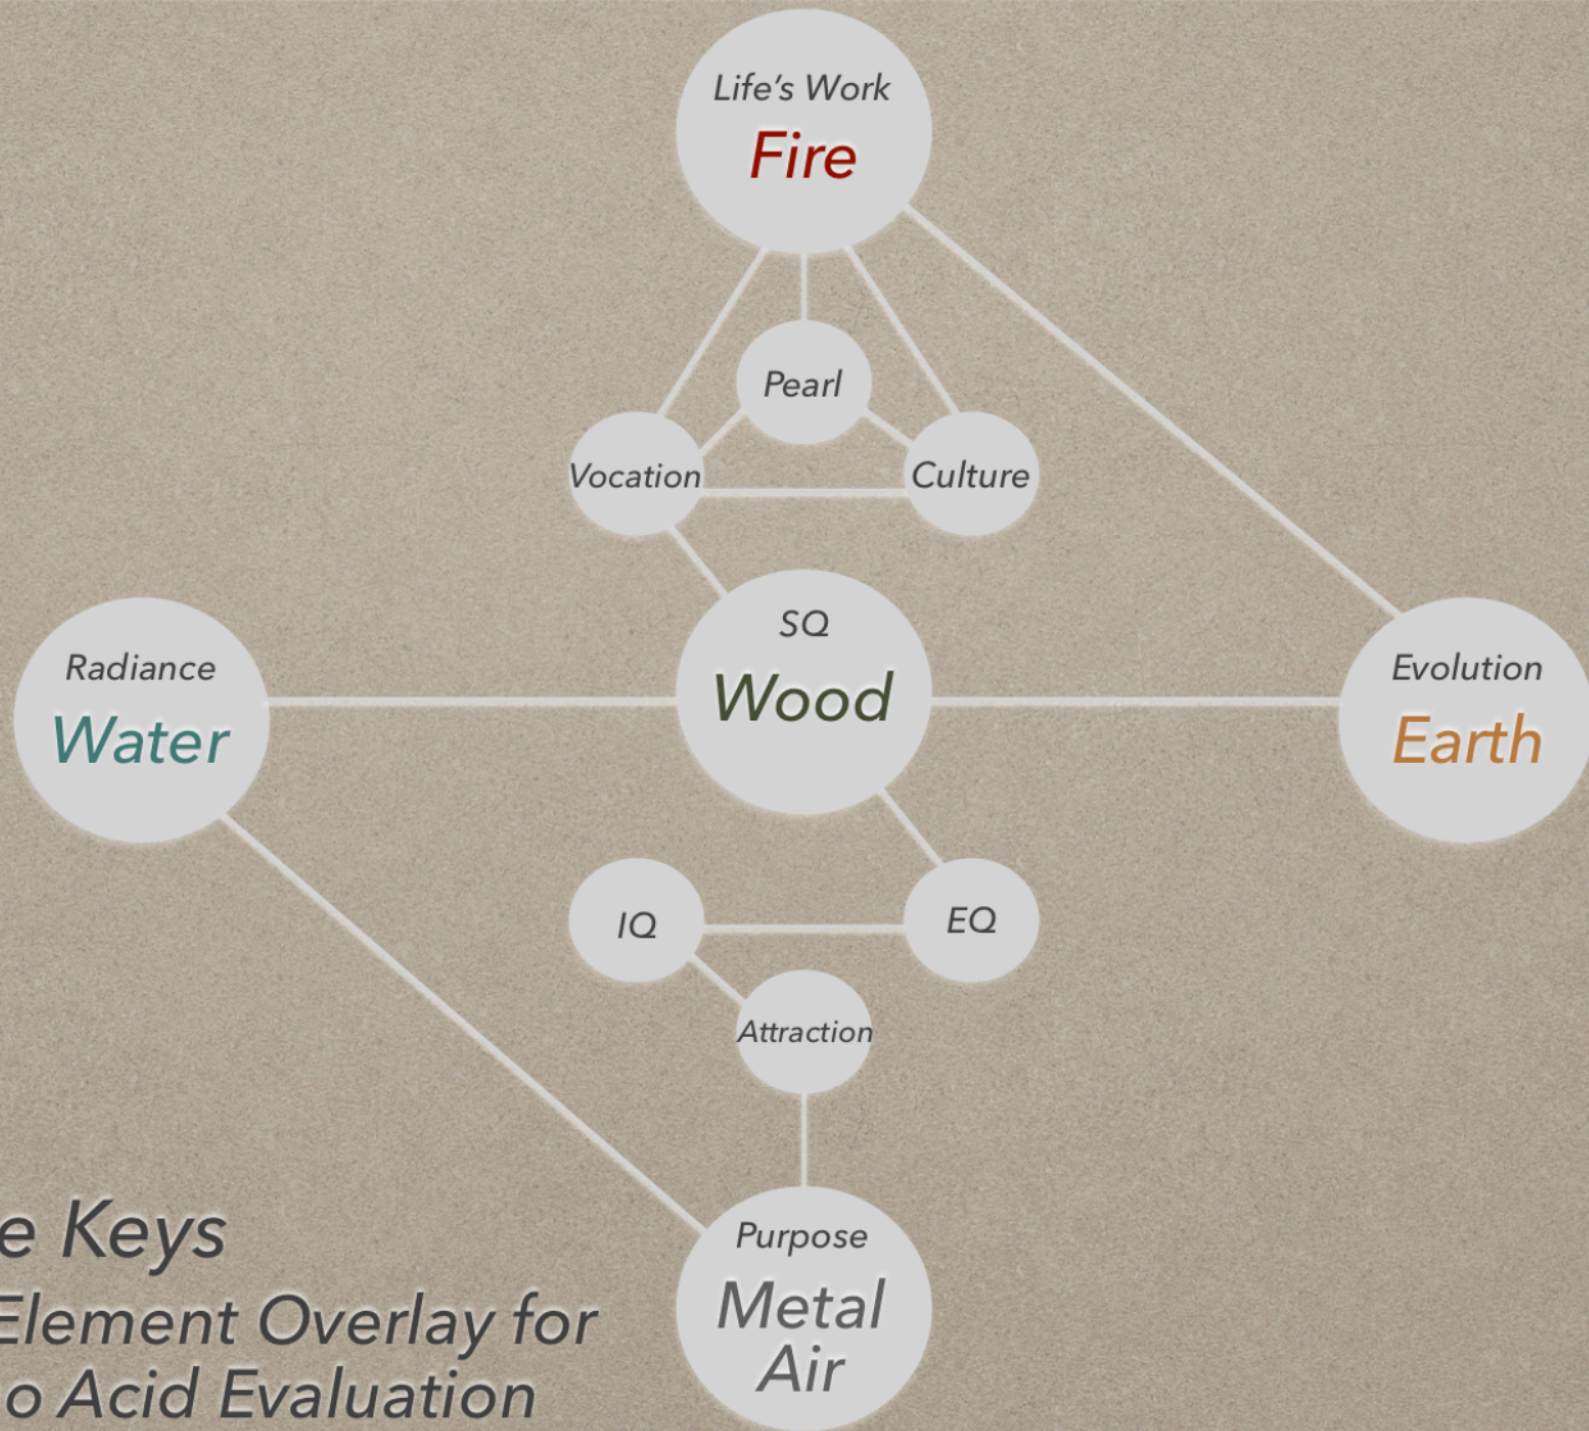 Life's Work
Fire
Pearl
Vocation
Culture
SQ
Wood
Radiance
Water
Evolution
Earth
IQ
EQ
Attraction
Purpose
Metal
Air
e Keys
Element Overlay for
o Acid Evaluation